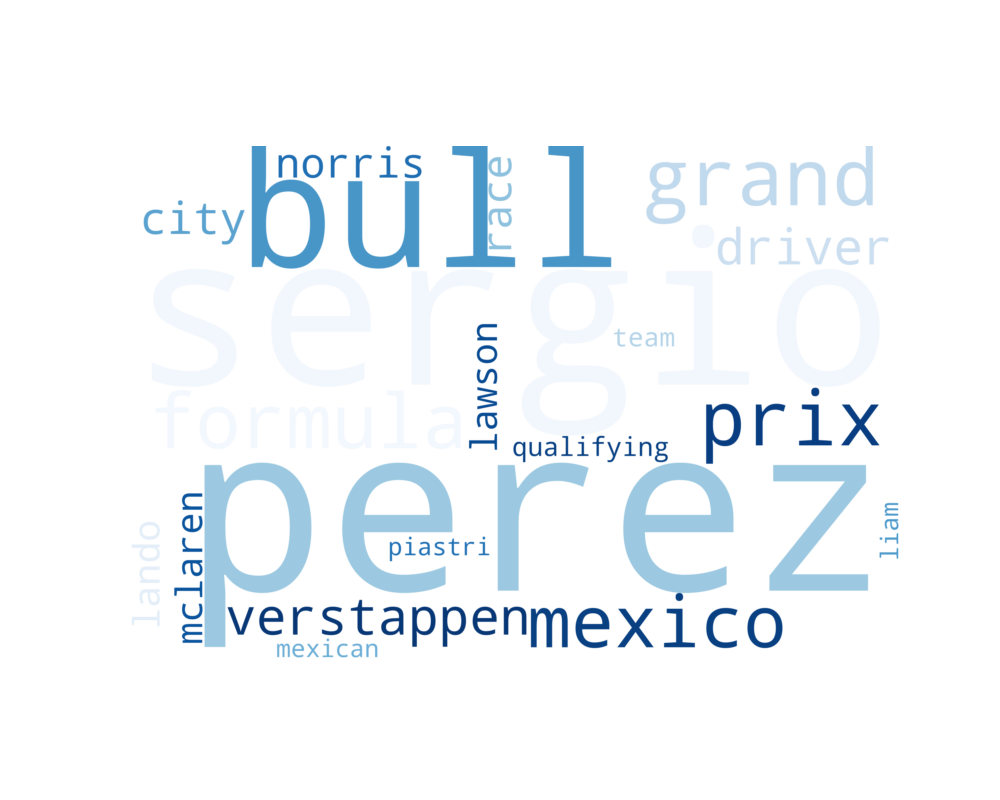 norris
bull
race
grand
city
driver
sergio
team
lawson
formula
prix
qualifying
perez
mclaren
lando
piastri
liam
verstappen
mexico
mexican